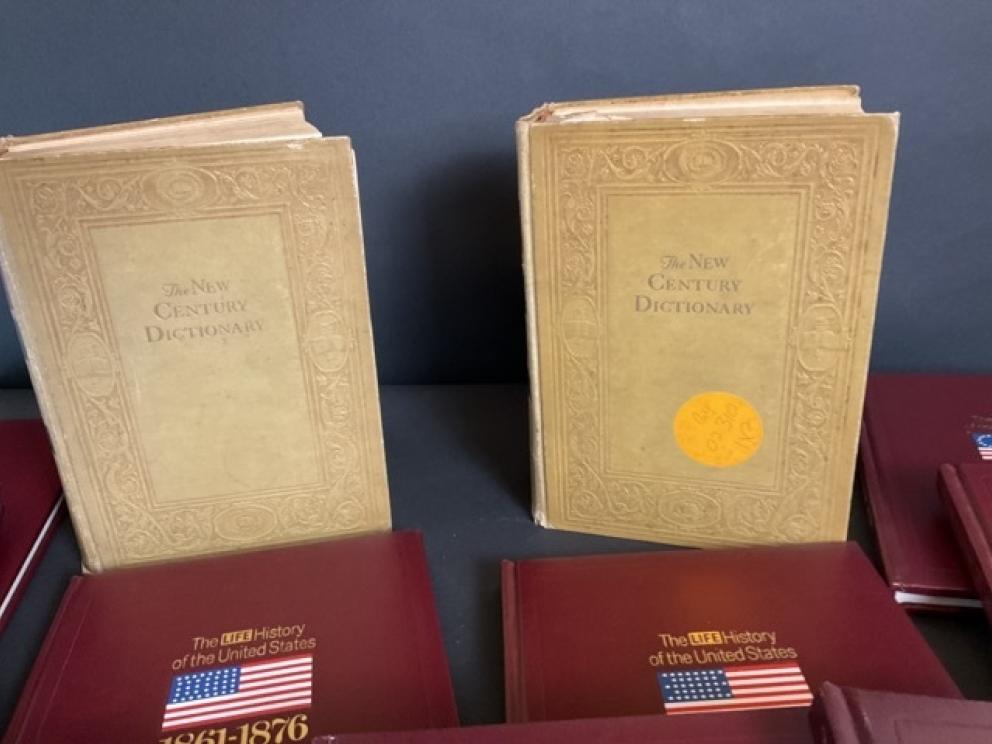 The NEW
CENTURY
DICTIONARY
The NEW
CENTURY
DICTIONARY
The LIFE History
of the United States
1861-1876
The LIFE History
of the United States